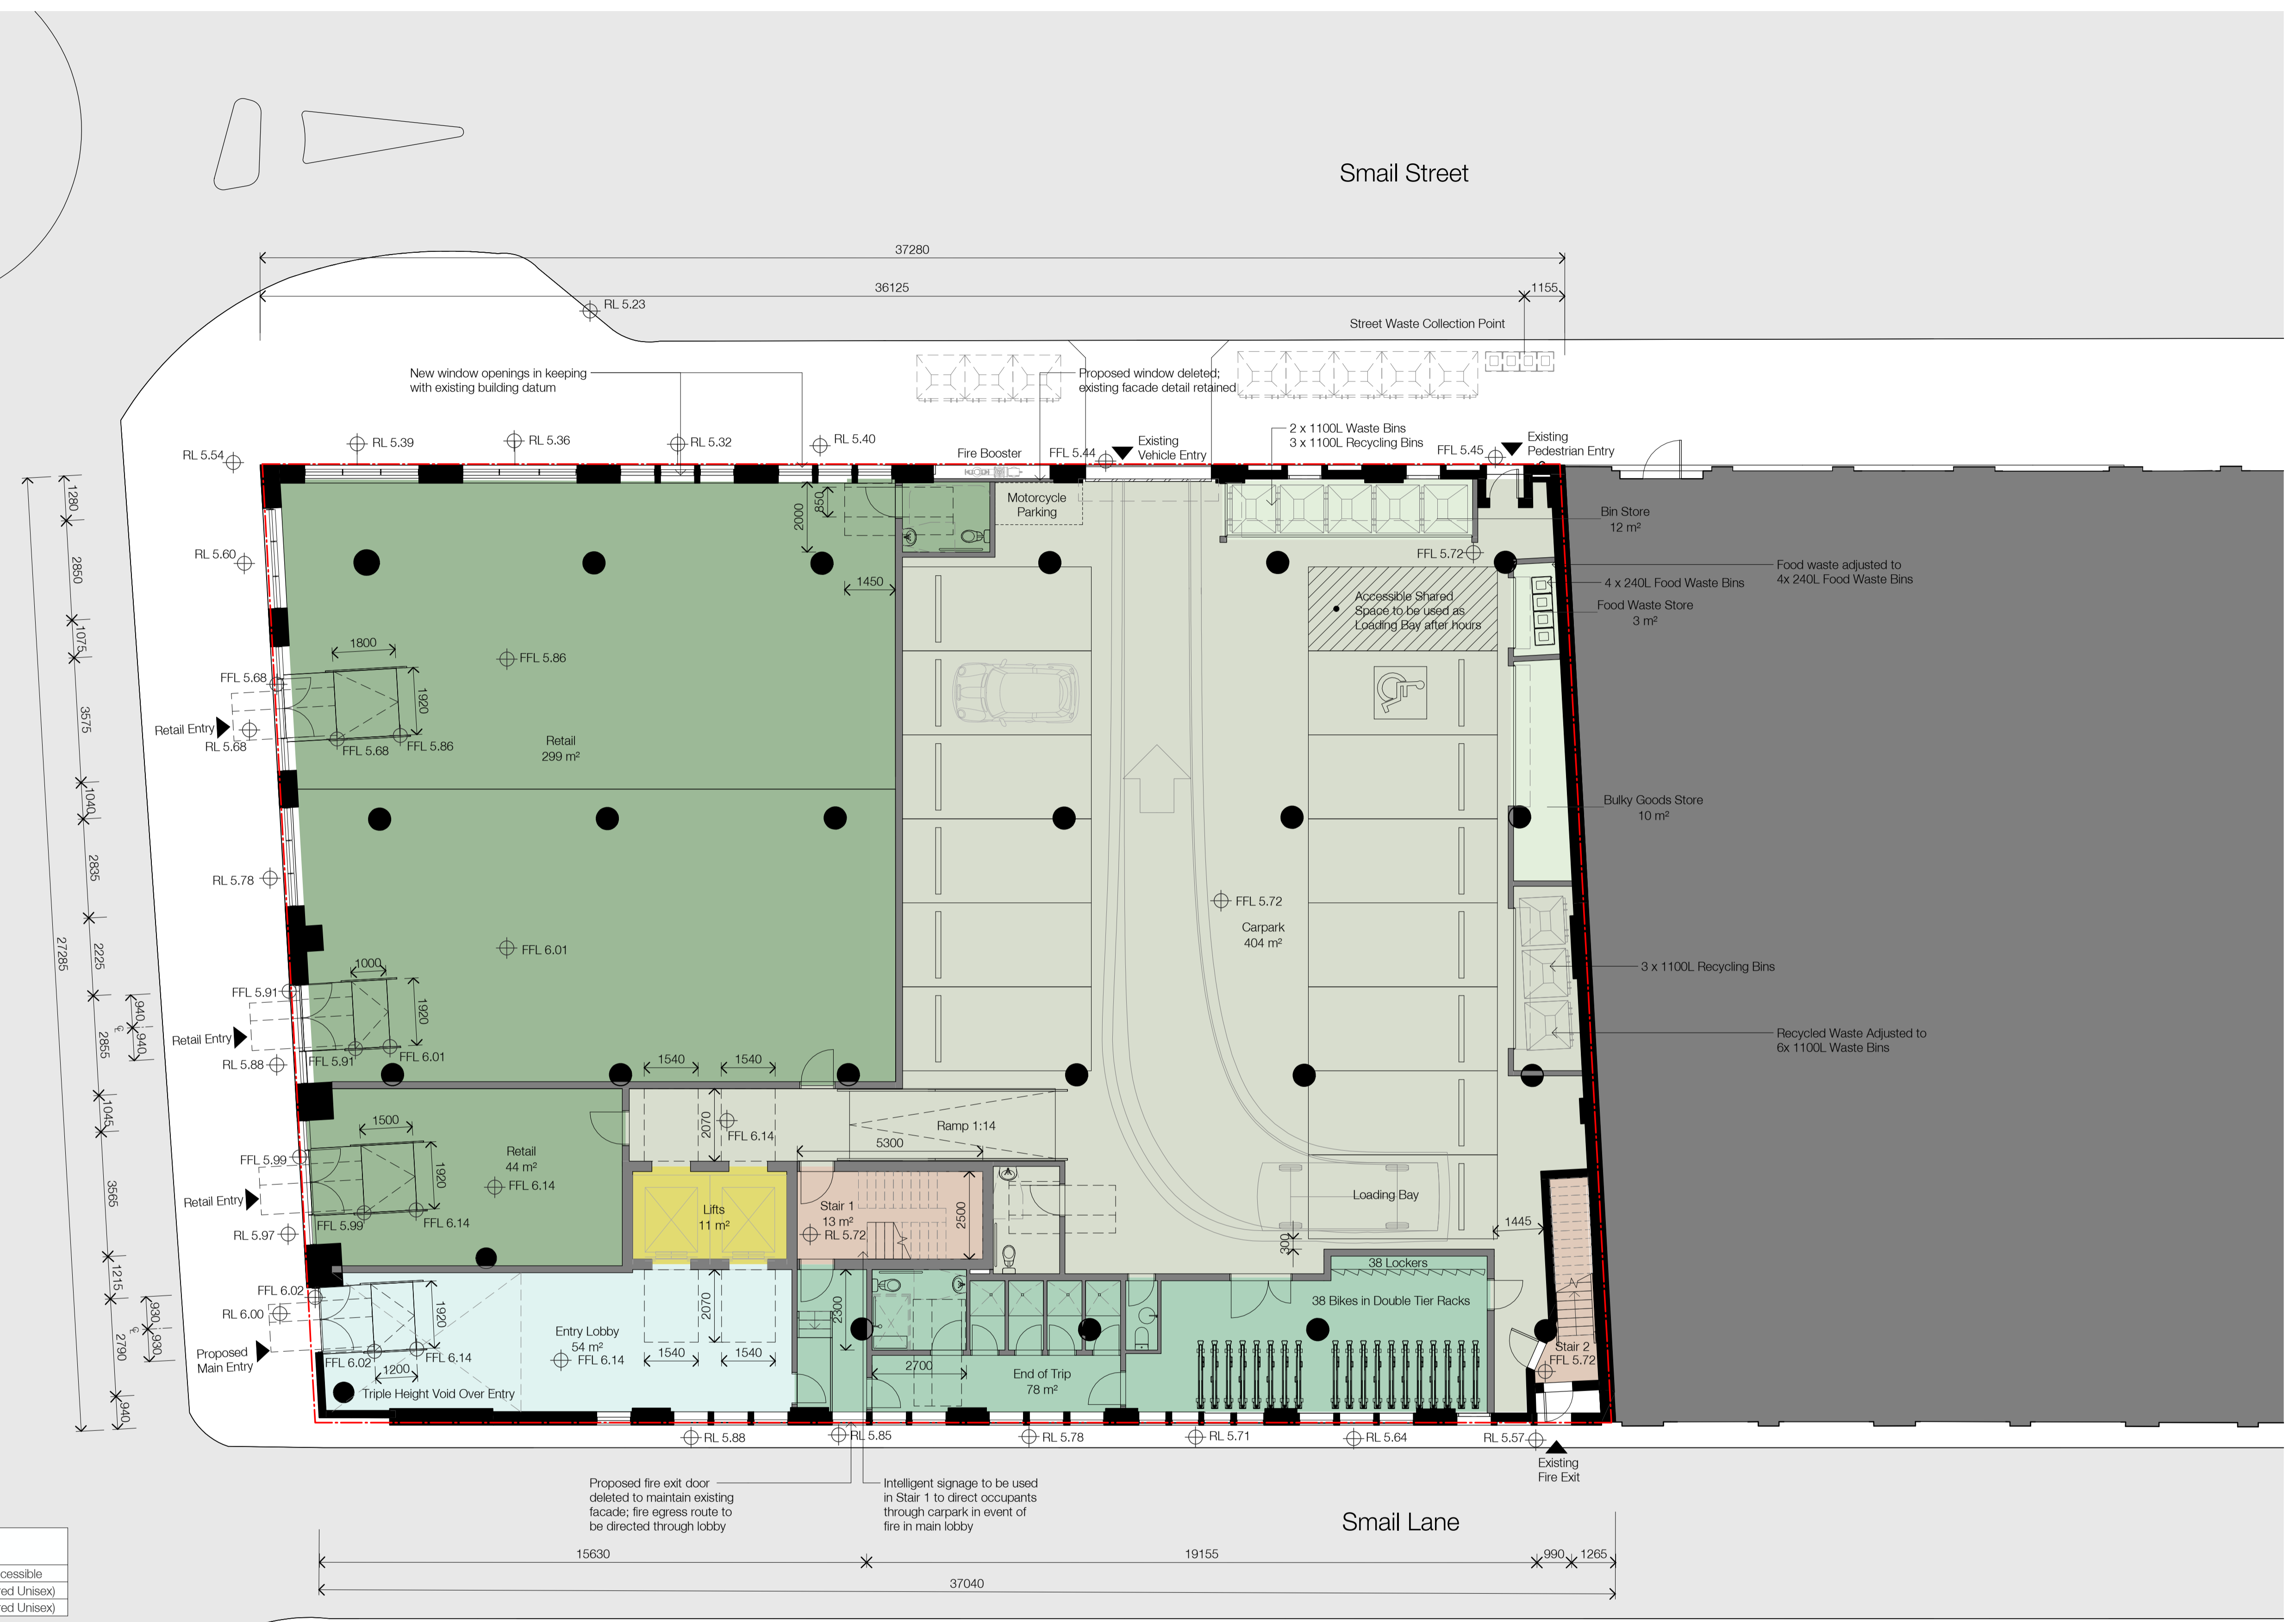 Smail Street
37280
36125
1155
RL 5.23
Street Waste Collection Point
New window openings in keeping
with existing building datum
Proposed window deleted;
existing facade detail retained
RL 5.54
RL 5.39
RL 5.36
RL 5.32
RL 5.40
Fire Booster
FFL 5.44
Existing
Vehicle Entry
2 x 1100L Waste Bins
3 x 1100L Recycling Bins
FFL 5.45
Existing
Pedestrian Entry
1280
2000
850
Motorcycle
Parking
Bin Store
12 m²
RL 5.60
2850
1450
FFL 5.72
Food waste adjusted to
4x 240L Food Waste Bins
4 x 240L Food Waste Bins
Accessible Shared
Space to be used as
Loading Bay after hours
Food Waste Store
3 m²
1075
1800
FFL 5.86
FFL 5.68
1920
3575
Retail Entry
RL 5.68
FFL 5.68
FFL 5.86
Retail
299 m²
1040
Bulky Goods Store
10 m²
2835
RL 5.78
FFL 5.72
Carpark
404 m²
27285
2225
FFL 6.01
1000
3 x 1100L Recycling Bins
FFL 5.91
940
940
1920
2855
Retail Entry
RL 5.88
FFL 5.91
FFL 6.01
Recycled Waste Adjusted to
6x 1100L Waste Bins
1540
1540
1045
1500
2070
FFL 6.14
Ramp 1:14
5300
FFL 5.99
1920
Retail
44 m²
FFL 6.14
3565
Retail Entry
FFL 5.99
FFL 6.14
Lifts
11 m²
Stair 1
13 m²
RL 5.72
2500
Loading Bay
1445
RL 5.97
300
1215
38 Lockers
FFL 6.02
RL 6.00
930
930
1920
2070
2300
38 Bikes in Double Tier Racks
2790
Entry Lobby
54 m²
FFL 6.14
Proposed
Main Entry
FFL 6.02
FFL 6.14
1200
1540
1540
2700
End of Trip
78 m²
Stair 2
FFL 5.72
Triple Height Void Over Entry
940
RL 5.88
RL 5.85
RL 5.78
RL 5.71
RL 5.64
RL 5.57
Existing
Fire Exit
Proposed fire exit door
deleted to maintain existing
facade; fire egress route to
be directed through lobby
Intelligent signage to be used
in Stair 1 to direct occupants
through carpark in event of
fire in main lobby
Smail Lane
15630
19155
990
1265
37040
cessible
ed Unisex)
ed Unisex)